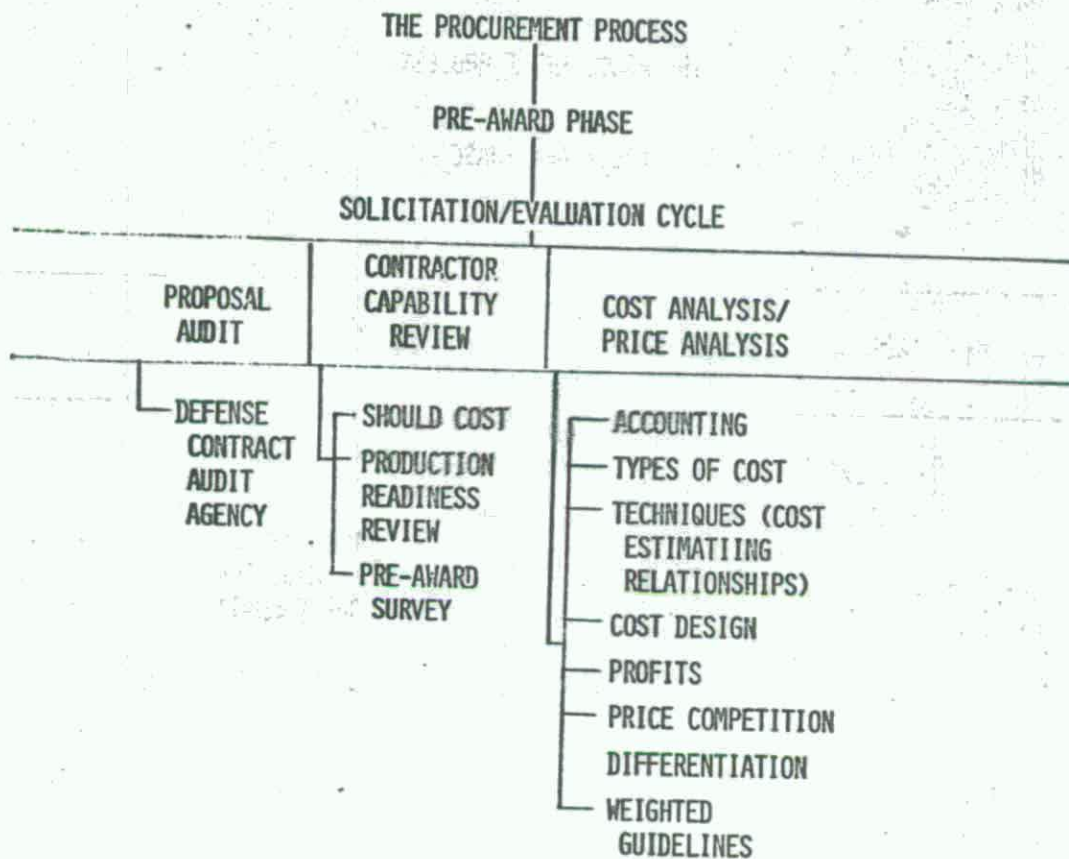 THE PROCUREMENT PROCESS
PRE-AWARD PHASE
SOLICITATION/EVALUATION CYCLE
PROPOSAL
AUDIT
CONTRACTOR
CAPABILITY
REVIEW
COST ANALYSIS/
PRICE ANALYSIS
DEFENSE
CONTRACT
AUDIT
AGENCY
SHOULD COST
PRODUCTION
READINESS
REVIEW
PRE-AWARD
SURVEY
ACCOUNTING
TYPES OF COST
TECHNIQUES (COST
ESTIMATIING
RELATIONSHIPS)
COST DESIGN
PROFITS
PRICE COMPETITION
DIFFERENTIATION
WEIGHTED
GUIDELINES